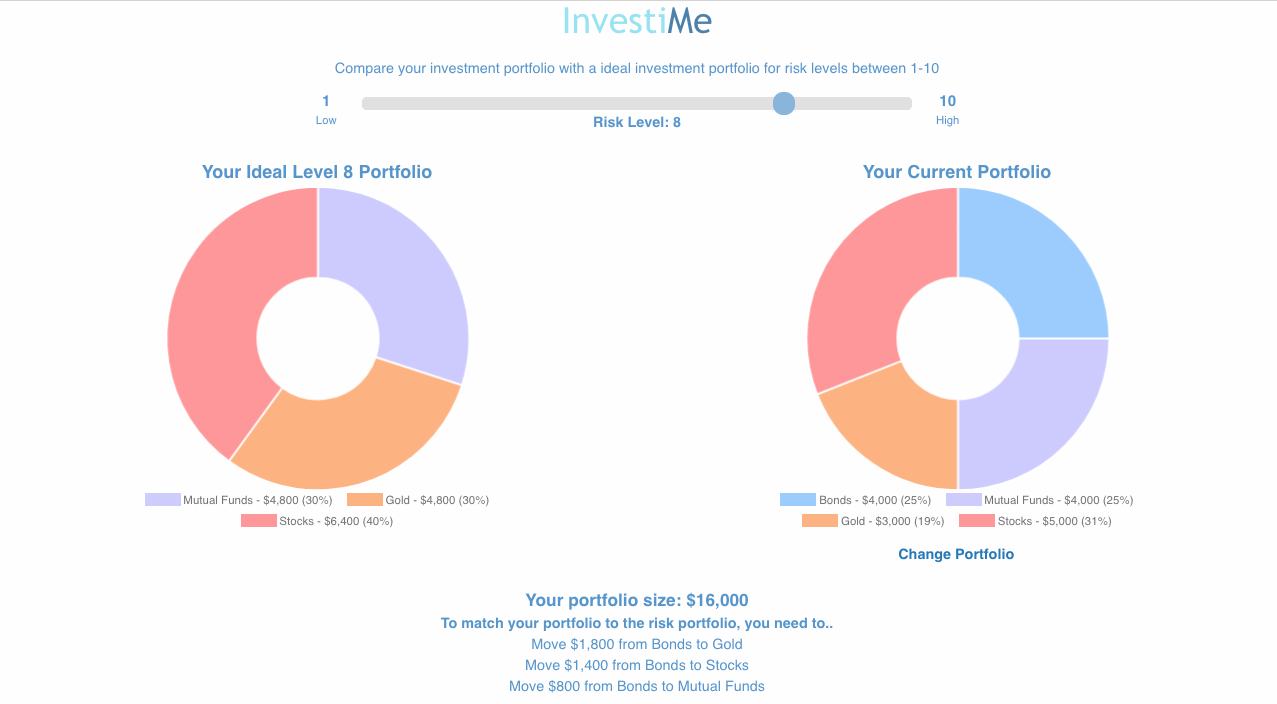 InvestiMe
Compare your investment portfolio with a ideal investment portfolio for risk levels between 1-10
1
Low
10
High
Risk Level: 8
Your Ideal Level 8 Portfolio
Mutual Funds - $4,800 (30%) Gold - $4,800 (30%)
Stocks - $6,400 (40%)
Your Current Portfolio
Bonds - $4,000 (25%) Mutual Funds - $4,000 (25%)
Gold - $3,000 (19%) Stocks - $5,000 (31%)
Change Portfolio
Your portfolio size: $16,000
To match your portfolio to the risk portfolio, you need to..
Move $1,800 from Bonds to Gold
Move $1,400 from Bonds to Stocks
Move $800 from Bonds to Mutual Funds